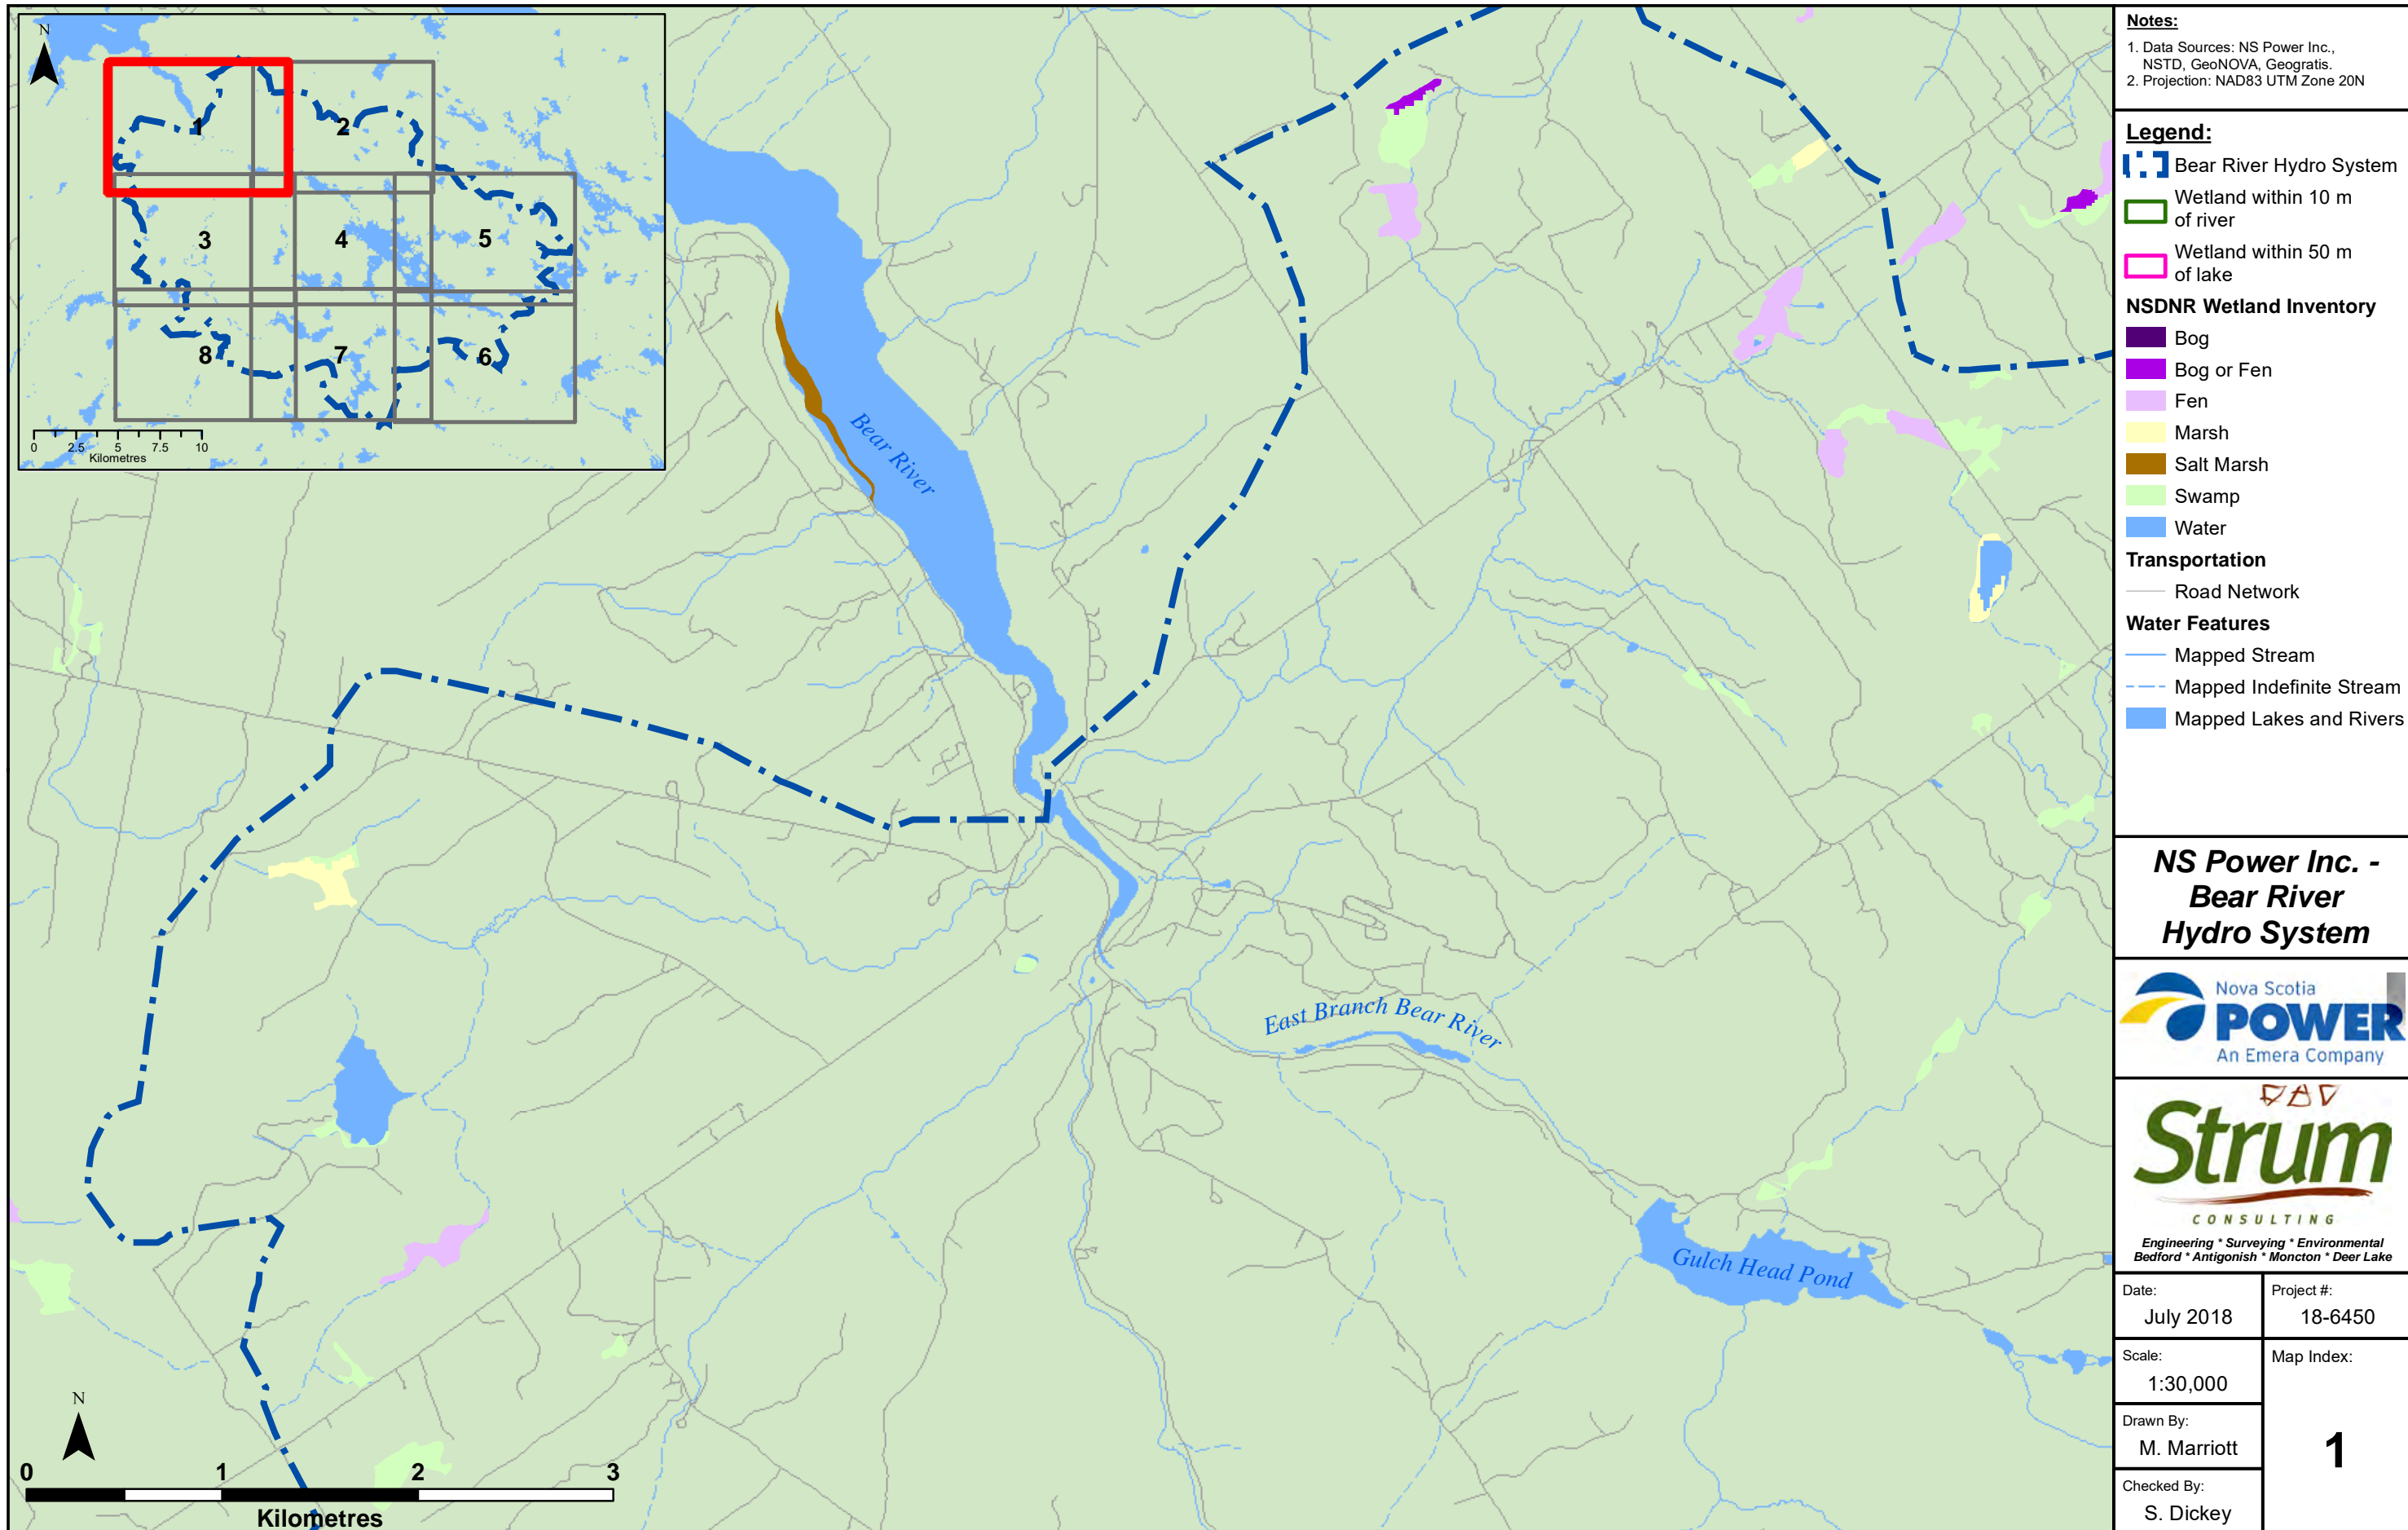 N
1
2
3
4
5
8
7
6
0 2.5 5 7.5 10
Kilometres
Bear River
East Branch Bear River
Gulch Head Pond
N
0 1 2 3
Kilometres
Notes:
1. Data Sources: NS Power Inc.,
NSTD, GeoNOVA, Geogratis.
2. Projection: NAD83 UTM Zone 20N
Legend:
Bear River Hydro System
Wetland within 10 m
of river
Wetland within 50 m
of lake
NSDNR Wetland Inventory
Bog
Bog or Fen
Fen
Marsh
Salt Marsh
Swamp
Water
Transportation
Road Network
Water Features
Mapped Stream
Mapped Indefinite Stream
Mapped Lakes and Rivers
NS Power Inc. -
Bear River
Hydro System
Nova Scotia
POWER
An Emera Company
Strum
CONSULTING
Engineering * Surveying * Environmental
Bedford * Antigonish * Moncton * Deer Lake
Date:
July 2018
Project #:
18-6450
Scale:
1:30,000
Map Index:
1
Drawn By:
M. Marriott
Checked By:
S. Dickey